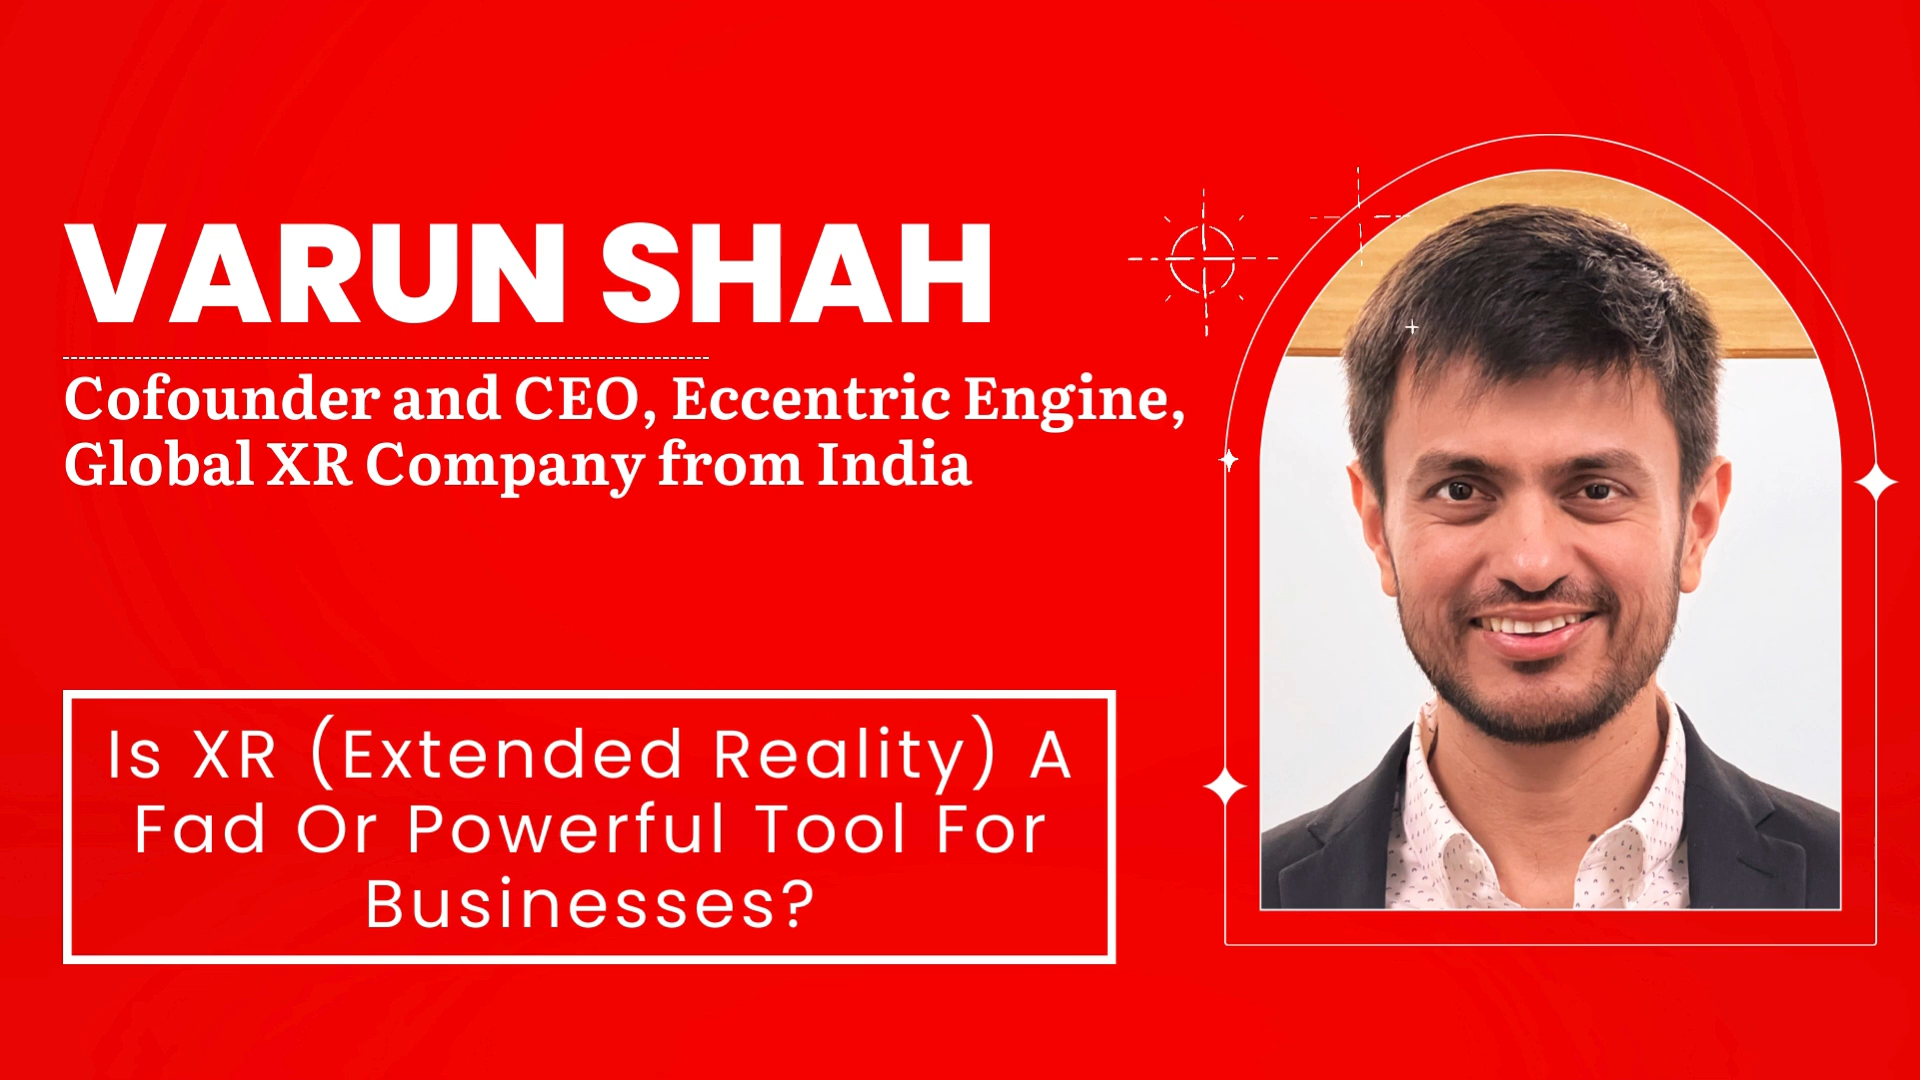 VARUN SHAH
Cofounder and CEO, Eccentric Engine,
Global XR Company from India
Is XR (Extended Reality) A
Fad Or Powerful Tool For
Businesses?